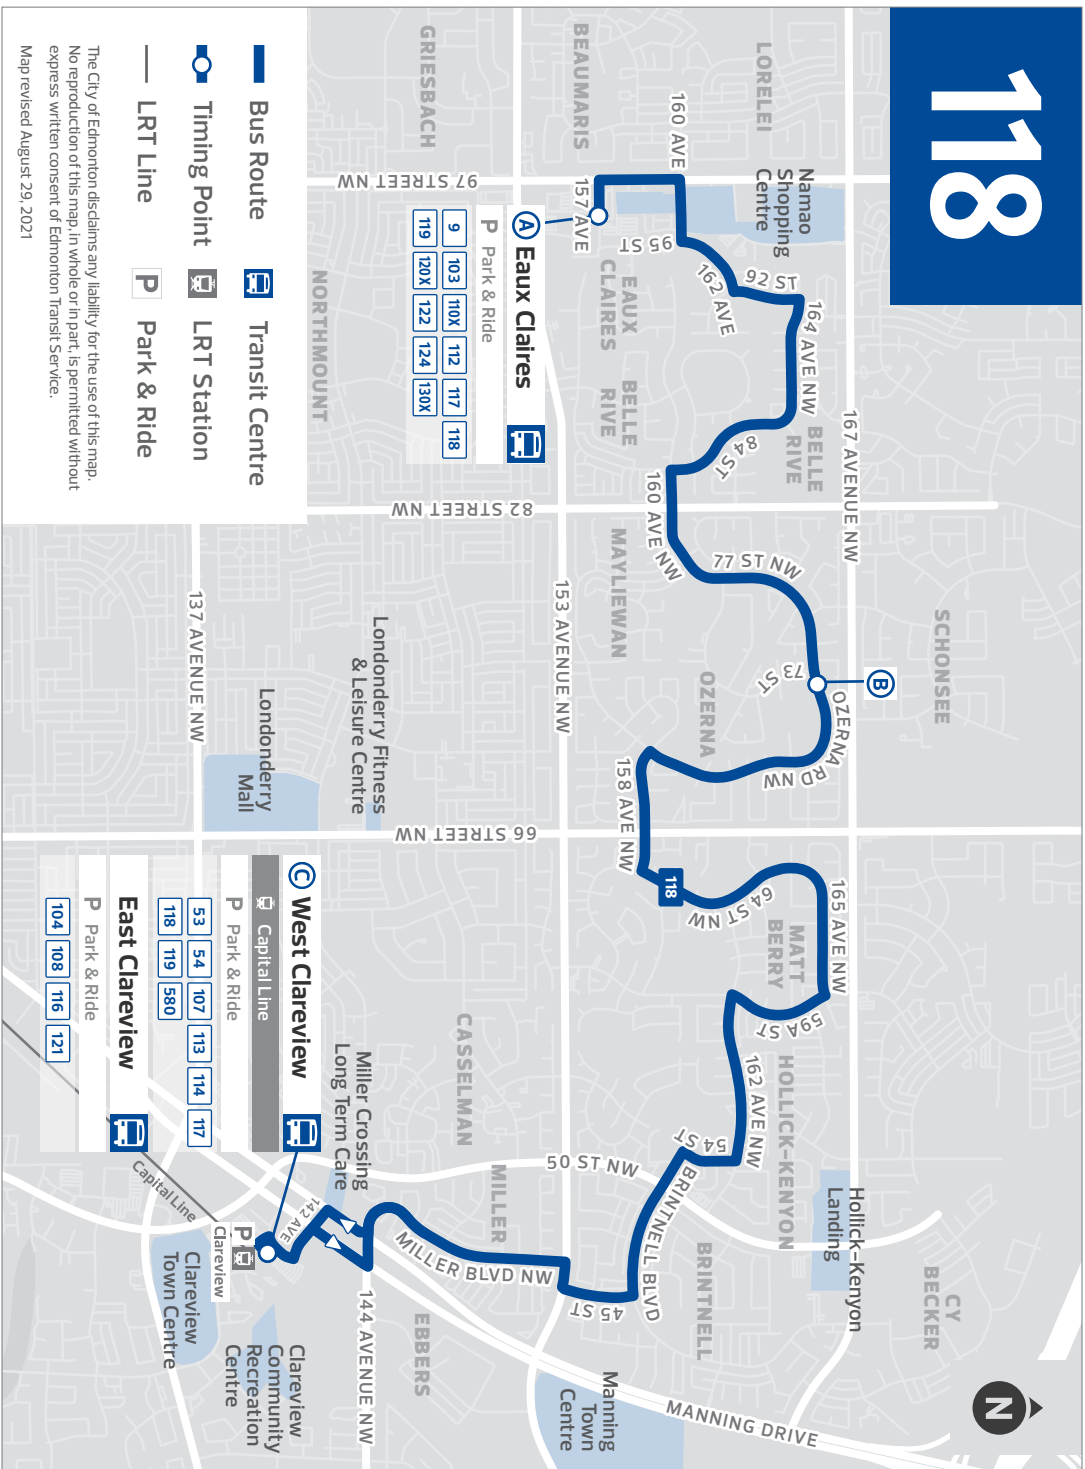 118
LORELEI
BEAUMARIS
GRIESBACH
160 AVE
Namao
Shopping
Centre
97 STREET NW
157 AVE
95 ST
162 AVE
92 ST
164 AVE NW
EAUX
CLAIRES
BELLE
RIVE
BELLE
RIVE
NORTHMOUNT
A Eaux Claires
P Park & Ride
9 103 110X 112 117 118
119 120X 122 124 130X
84 ST
167 AVENUE NW
160 AVE NW
82 STREET NW
77 ST NW
MAYLIEWAN
153 AVENUE NW
137 AVENUE NW
SCHONSEE
B
73 ST
OZERNA
OZERNA RD NW
158 AVE NW
66 STREET NW
Londonderry Fitness
& Leisure Centre
Londonderry
Mall
118
64 ST NW
165 AVE NW
MATT
BERRY
59A ST
162 AVE NW
HOLLICK-KENYON
54 ST
50 ST NW
BRINTNELL BLVD
Hollick-Kenyon
Landing
CY
BECKER
BRINTNELL
CASSELMAN
MILLER
MILLER BLVD NW
45 ST
EBBERS
144 AVENUE NW
142 AVE
Miller Crossing
Long Term Care
MANNING DRIVE
Manning
Town
Centre
C West Clareview
Capital Line
P Park & Ride
53 54 107 113 114 117
118 119 580
East Clareview
P Park & Ride
104 108 116 121
Capital Line
P
Clareview
Clareview
Town Centre
Clareview
Community
Recreation
Centre
N
Bus Route
Transit Centre
Timing Point
LRT Station
LRT Line
P Park & Ride
The City of Edmonton disclaims any liability for the use of this map.
No reproduction of this map, in whole or in part, is permitted without
express written consent of Edmonton Transit Service.
Map revised August 29, 2021